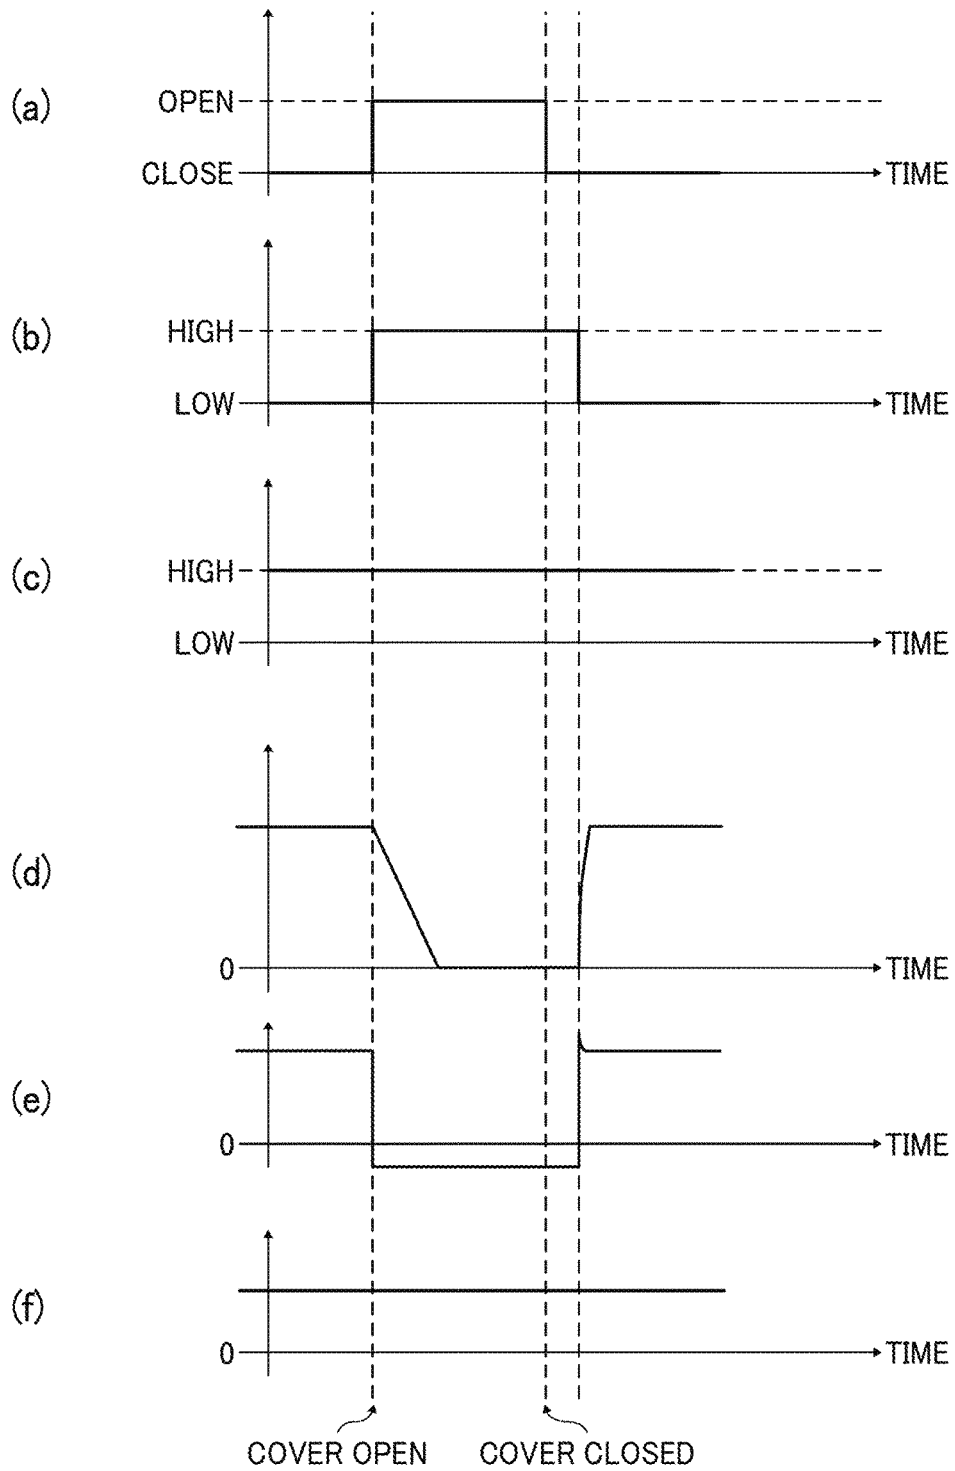 (a)
OPEN
CLOSE
TIME
(b)
HIGH
LOW
TIME
(c)
HIGH
LOW
TIME
(d)
0
TIME
(e)
0
TIME
(f)
0
TIME
COVER OPEN
COVER CLOSED